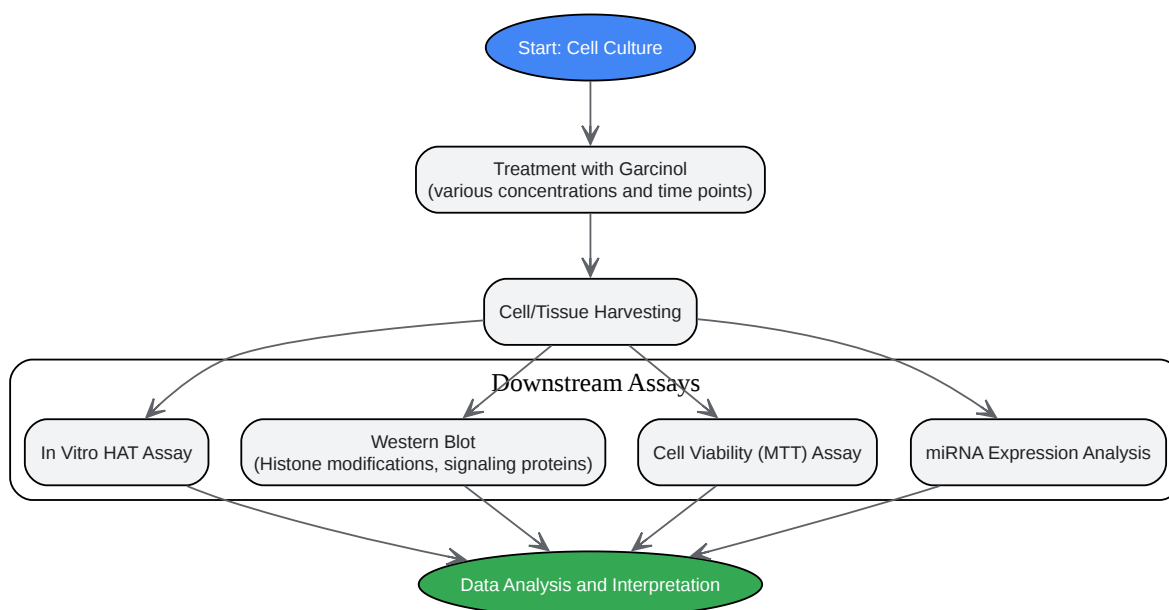 Start: Cell Culture
Treatment with Garcinol
(various concentrations and time points)
Cell/Tissue Harvesting
Downstream Assays
In Vitro HAT Assay
Western Blot
(Histone modifications, signaling proteins)
Cell Viability (MTT) Assay
miRNA Expression Analysis
Data Analysis and Interpretation